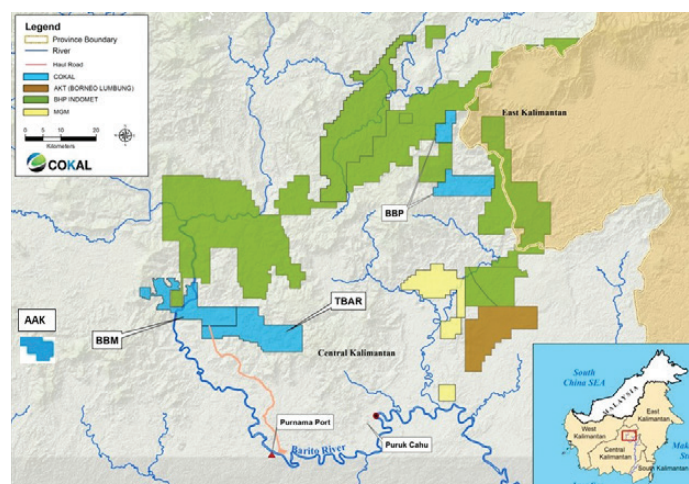 Legend
Province Boundary
River
Haul Road
COKAL
AKT (BORNEO LUMBUNG)
BHP INDOMET
MGM
0 5 10 20
Kilometers
COKAL
East Kalimantan
BBP
AAK
BBM
TBAR
Central Kalimantan
Purnama Port
Barito River
Puruk Cahu
South
China SEA
MALAYSIA
East
Kalimantan
West
Kalimantan
Central
Kalimantan
South Kalimantan